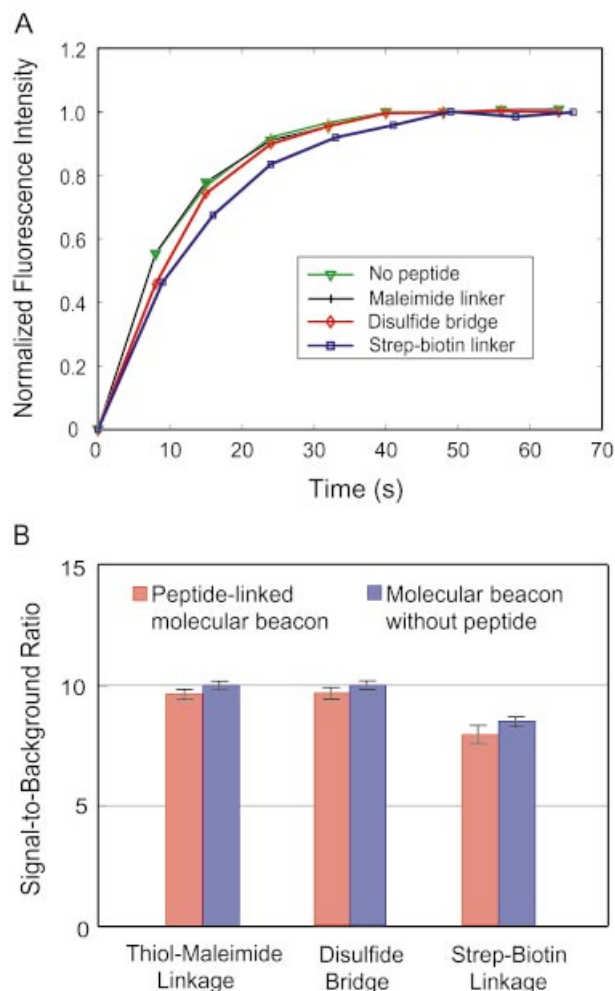 A
Normalized Fluorescence Intensity
1.2
1.0
0.8
0.6
0.4
0.2
0
No peptide
Maleimide linker
Disulfide bridge
Strep-biotin linker
0 10 20 30 40 50 60 70
Time (s)
B
Signal-to-Background Ratio
15
10
5
0
Peptide-linked
molecular beacon
Molecular beacon
without peptide
Thiol-Maleimide
Linkage
Disulfide
Bridge
Strep-Biotin
Linkage